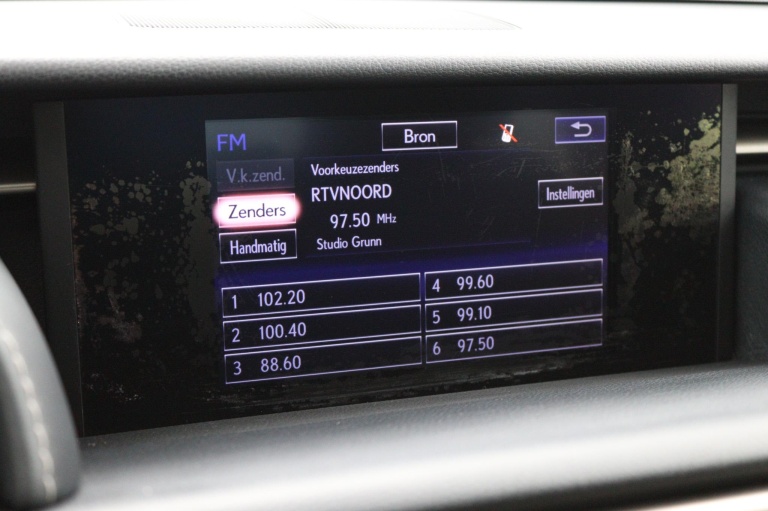 FM
Bron
V.k.zend.
Voorkeuzezenders
RTVNOORD
Zenders
97.50 MHz
Instellingen
Handmatig
Studio Grunn
1 102.20
4 99.60
2 100.40
5 99.10
3 88.60
6 97.50